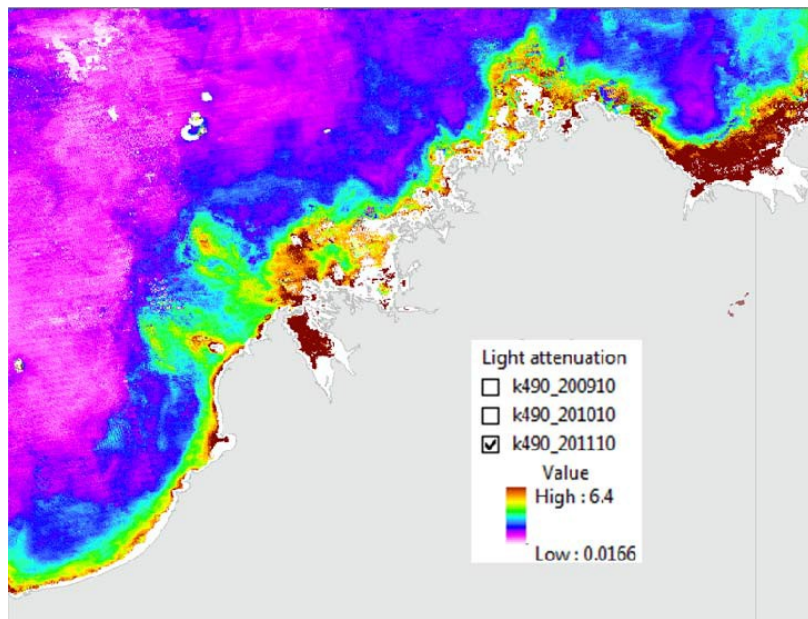 Light attenuation
k490_200910
k490_201010
k490_201110
Value
High : 6.4
Low : 0.0166